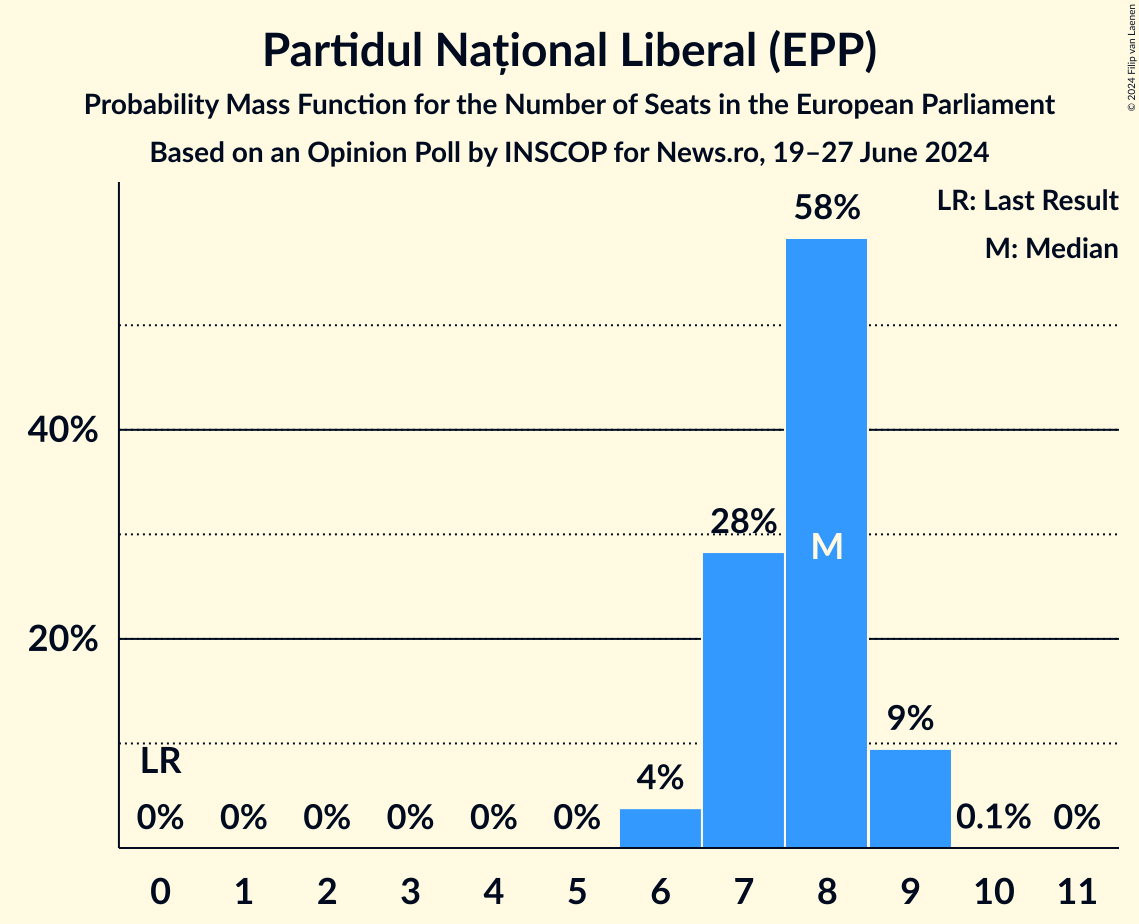 Partidul Național Liberal (EPP)
Probability Mass Function for the Number of Seats in the European Parliament
Based on an Opinion Poll by INSCOP for News.ro, 19–27 June 2024
© 2024 Filip van Laenen
LR: Last Result
M: Median
58%
40%
28%
M
20%
9%
LR
4%
0% 0% 0% 0% 0% 0% 0.1% 0%
0 1 2 3 4 5 6 7 8 9 10 11